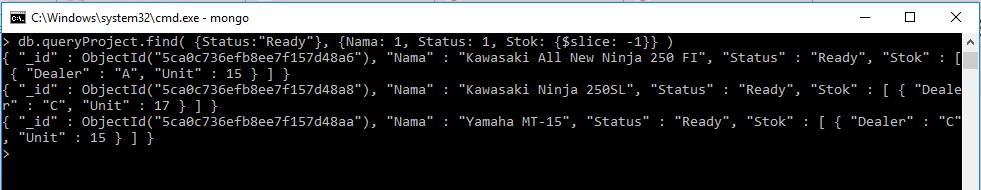 C:\Windows\system32\cmd.exe - mongo
> db.queryProject.find( {Status:"Ready"}, {Nama: 1, Status: 1, Stok: {$slice: -1}} )
{ "_id" : ObjectId("5ca0c736efb8ee7f157d48a6"), "Nama" : "Kawasaki All New Ninja 250 FI", "Status" : "Ready", "Stok" : [
 { "Dealer" : "A", "Unit" : 15 } ] }
{ "_id" : ObjectId("5ca0c736efb8ee7f157d48a8"), "Nama" : "Kawasaki Ninja 250SL", "Status" : "Ready", "Stok" : [ { "Deale
r" : "C", "Unit" : 17 } ] }
{ "_id" : ObjectId("5ca0c736efb8ee7f157d48aa"), "Nama" : "Yamaha MT-15", "Status" : "Ready", "Stok" : [ { "Dealer" : "C"
, "Unit" : 15 } ] }
>